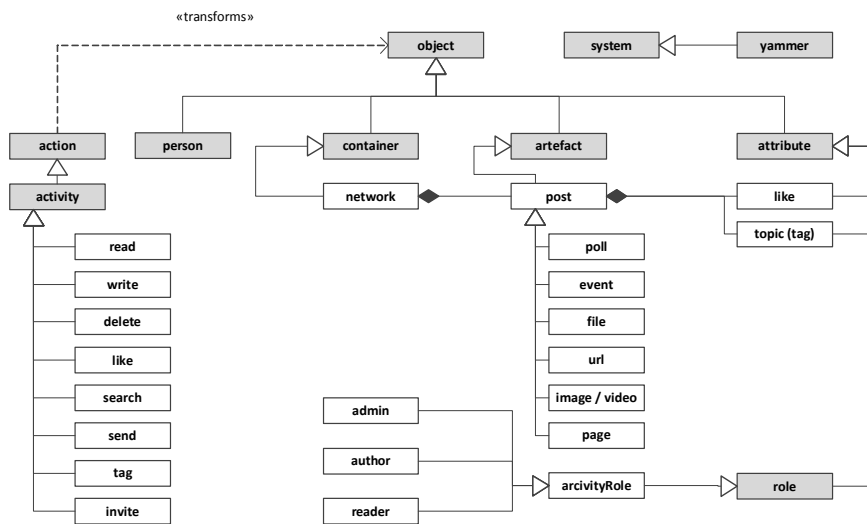 «transforms»
object
system
yammer
action
person
container
artefact
attribute
activity
network
post
like
topic (tag)
read
write
delete
like
search
send
tag
invite
poll
event
file
url
image / video
page
admin
author
reader
arcivityRole
role